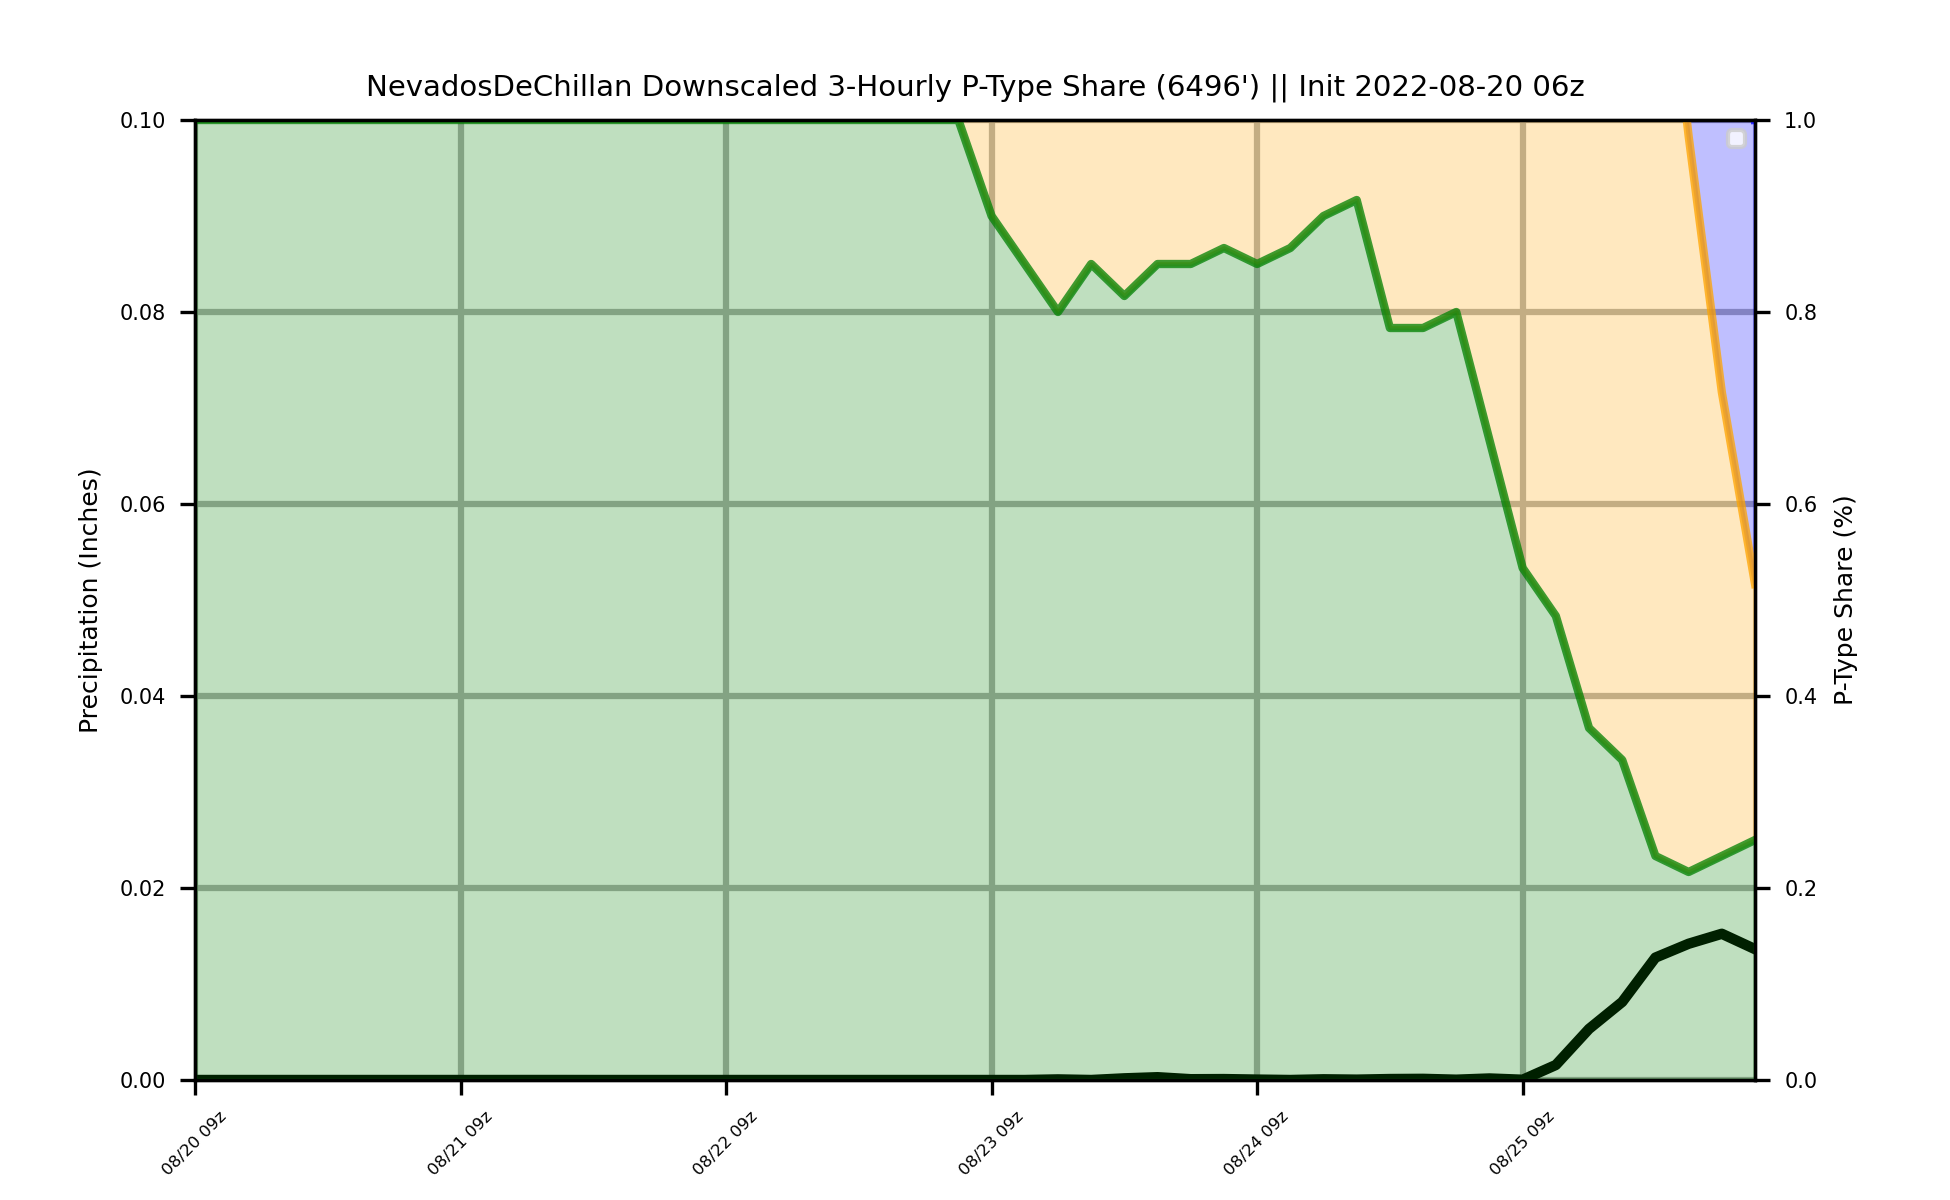 NevadosDeChillan Downscaled 3-Hourly P-Type Share (6496') || Init 2022-08-20 06z
0.10
0.08
0.06
0.04
0.02
0.00
Precipitation (Inches)
1.0
0.8
0.6
0.4
0.2
0.0
P-Type Share (%)
08/20 09z
08/21 09z
08/22 09z
08/23 09z
08/24 09z
08/25 09z